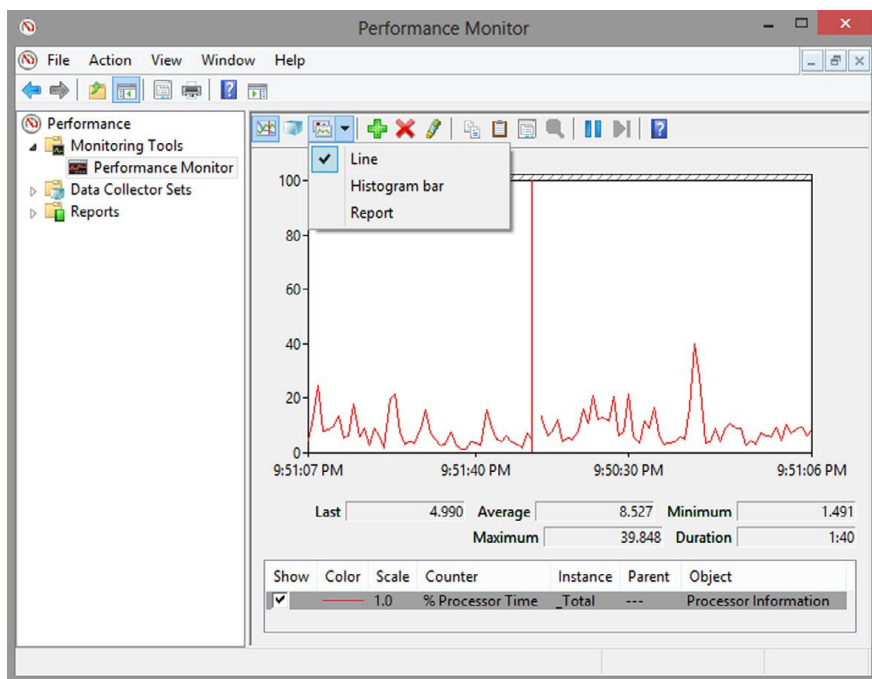 Performance Monitor
File Action View Window Help
Performance
Monitoring Tools
Performance Monitor
Data Collector Sets
Reports
Line
Histogram bar
Report
100
80
60
40
20
0
9:51:07 PM 9:51:40 PM 9:50:30 PM 9:51:06 PM
Last 4.990 Average 8.527 Minimum 1.491
Maximum 39.848 Duration 1:40
Show Color Scale Counter Instance Parent Object
1.0 % Processor Time _Total --- Processor Information